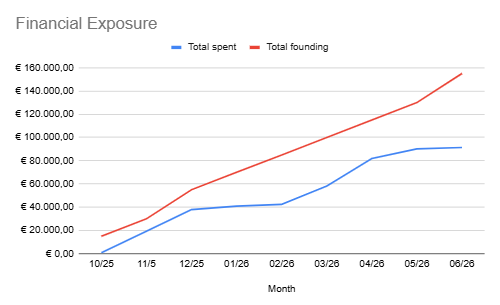 Financial Exposure
Total spent Total founding
€ 160.000,00
€ 140.000,00
€ 120.000,00
€ 100.000,00
€ 80.000,00
€ 60.000,00
€ 40.000,00
€ 20.000,00
€ 0,00
10/25 11/5 12/25 01/26 02/26 03/26 04/26 05/26 06/26
Month